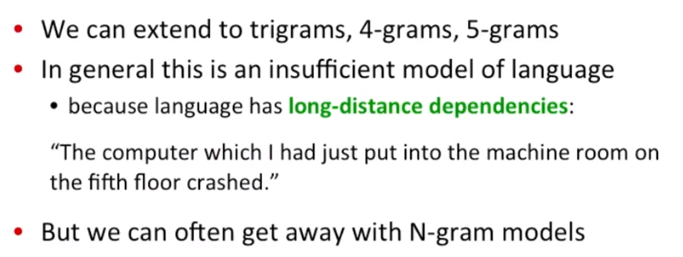 • We can extend to trigrams, 4-grams, 5-grams
• In general this is an insufficient model of language
• because language has long-distance dependencies:
“The computer which I had just put into the machine room on
the fifth floor crashed.”
• But we can often get away with N-gram models